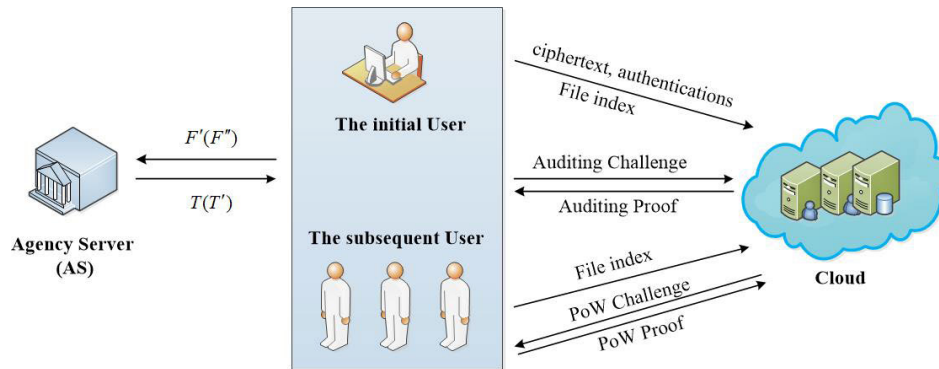 F′(F″)
T(T′)
Agency Server
(AS)
The initial User
The subsequent User
ciphertext, authentications
File index
Auditing Challenge
Auditing Proof
File index
PoW Challenge
PoW Proof
Cloud